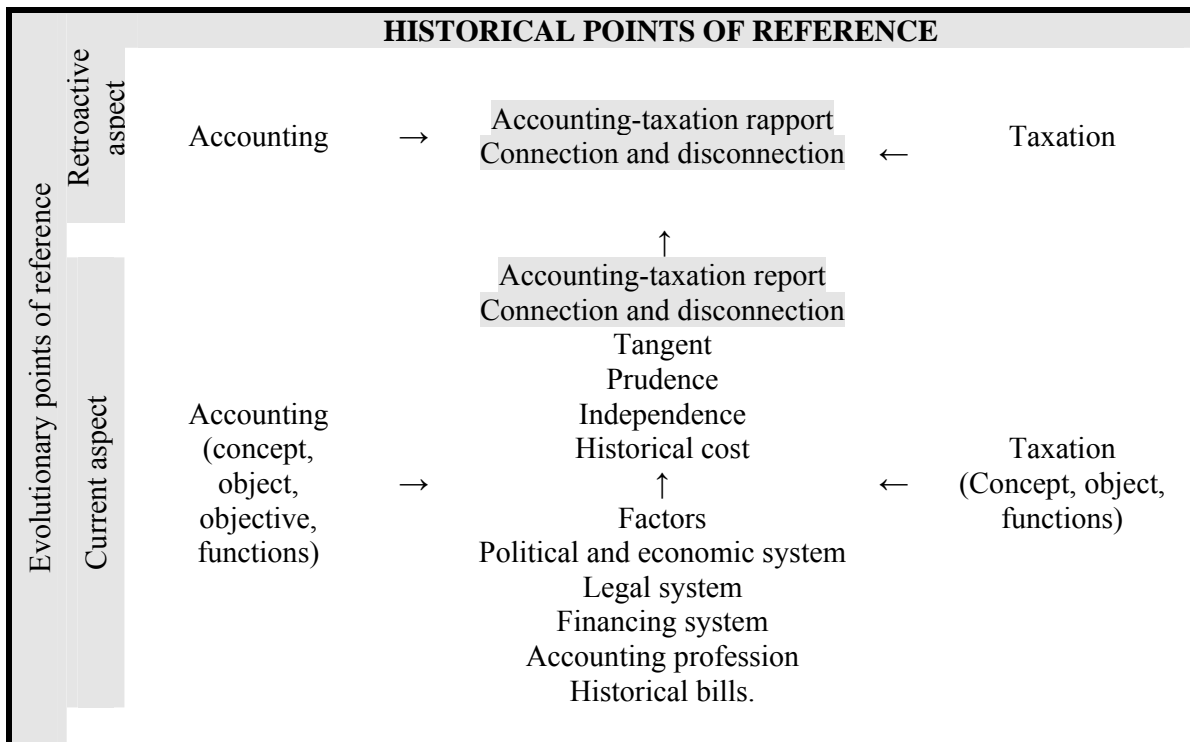 HISTORICAL POINTS OF REFERENCE
Evolutionary points of reference
Retroactive
aspect
Accounting
→
Accounting-taxation rapport
Connection and disconnection
←
Taxation
↑
Current aspect
Accounting
(concept,
object,
objective,
functions)
→
Accounting-taxation report
Connection and disconnection
Tangent
Prudence
Independence
Historical cost
↑
Factors
Political and economic system
Legal system
Financing system
Accounting profession
Historical bills.
←
Taxation
(Concept, object,
functions)